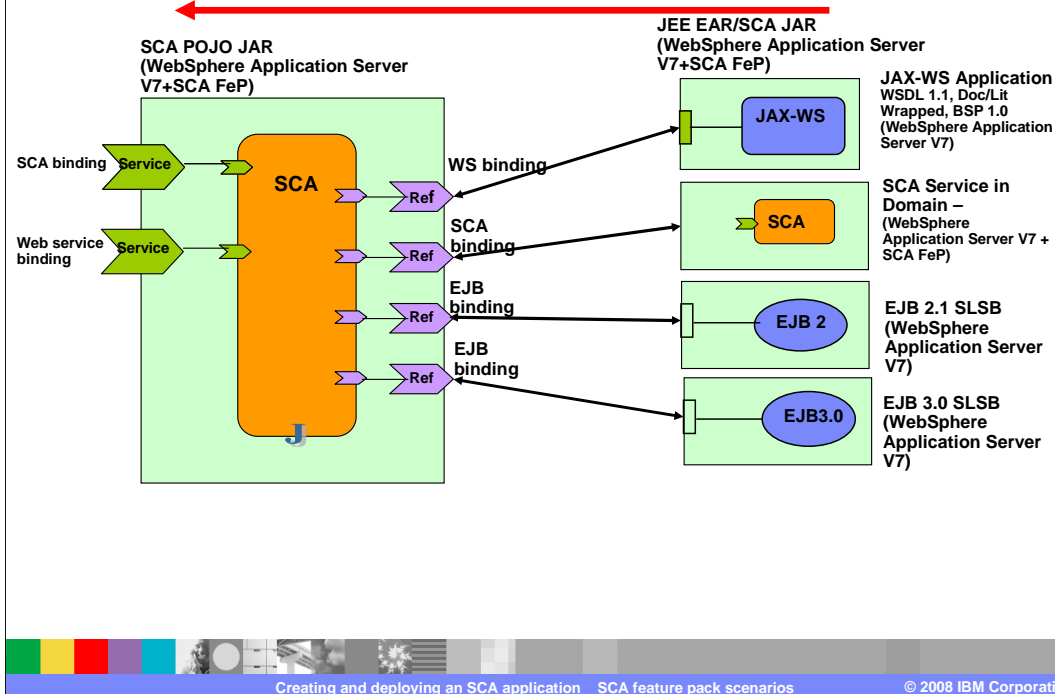 SCA POJO JAR
(WebSphere Application Server
V7+SCA FeP)
JEE EAR/SCA JAR
(WebSphere Application Server
V7+SCA FeP)
SCA binding
Service
Web service
binding
Service
SCA
J
WS binding
Ref
SCA
binding
Ref
EJB
binding
Ref
EJB
binding
Ref
JAX-WS
JAX-WS Application
WSDL 1.1, Doc/Lit
Wrapped, BSP 1.0
(WebSphere Application
Server V7)
SCA
SCA Service in
Domain –
(WebSphere
Application Server V7 +
SCA FeP)
EJB 2
EJB 2.1 SLSB
(WebSphere
Application Server
V7)
EJB3.0
EJB 3.0 SLSB
(WebSphere
Application Server
V7)
Creating and deploying an SCA application SCA feature pack scenarios
© 2008 IBM Corporati